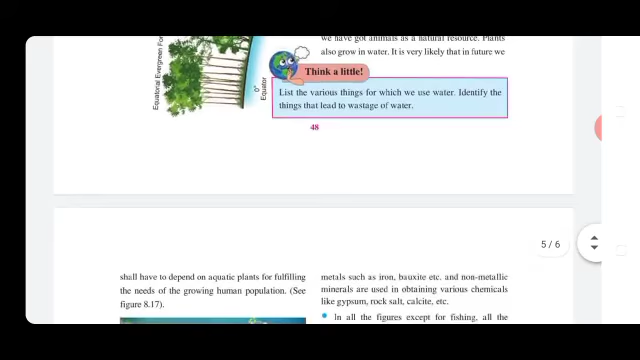 we have got animals as a natural resource. Plants
also grow in water. It is very likely that in future we
Think a little!
List the various things for which we use water. Identify the
things that lead to wastage of water.
Equatorial Evergreen For
0°
Equator
48
5 / 6
shall have to depend on aquatic plants for fulfilling
the needs of the growing human population. (See
figure 8.17).
metals such as iron, bauxite etc. and non-metallic
minerals are used in obtaining various chemicals
like gypsum, rock salt, calcite, etc.
• In all the figures except for fishing, all the